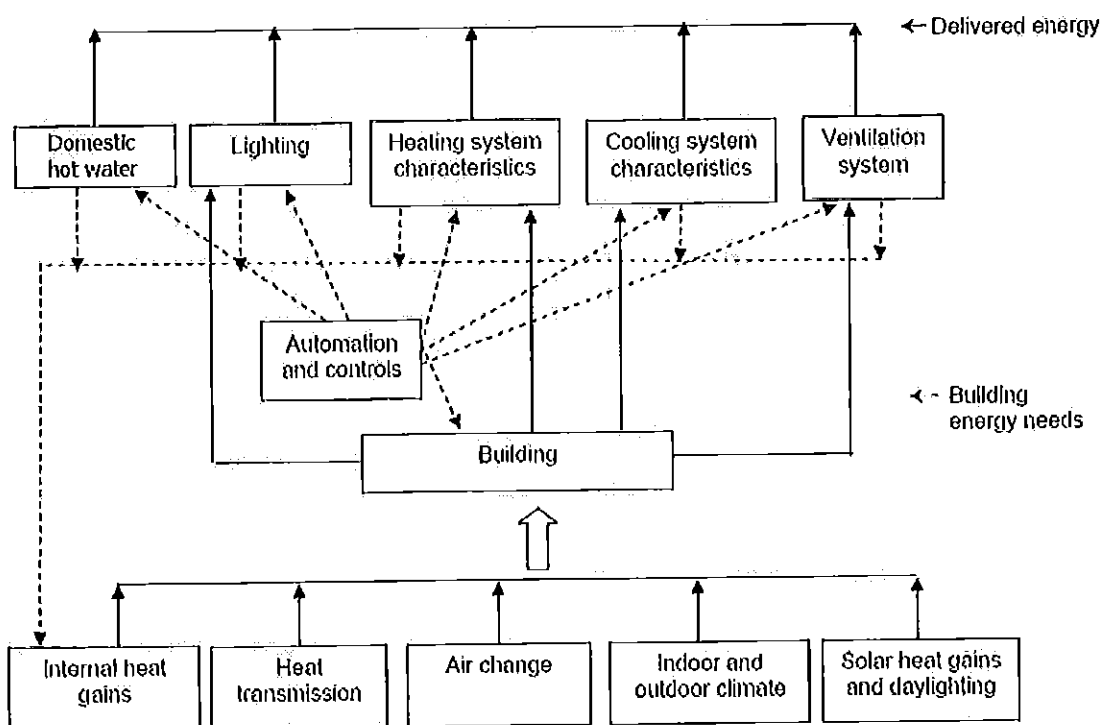 Delivered energy
Domestic
hot water
Lighting
Heating system
characteristics
Cooling system
characteristics
Ventilation
system
Automation
and controls
Building
energy needs
Building
Internal heat
gains
Heat
transmission
Air change
Indoor and
outdoor climate
Solar heat gains
and daylighting